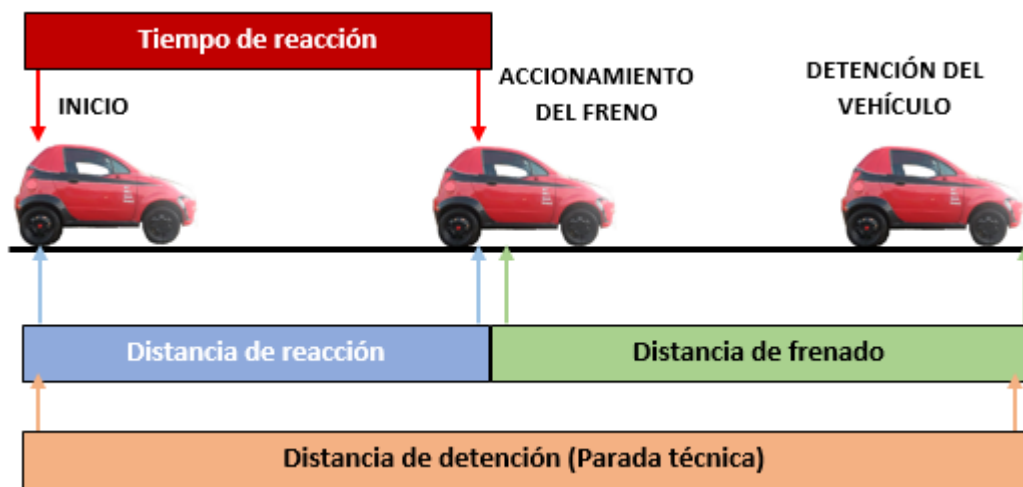 Tiempo de reacción
INICIO
ACCIONAMIENTO
DEL FRENO
DETENCIÓN DEL
VEHÍCULO
Distancia de reacción
Distancia de frenado
Distancia de detención (Parada técnica)